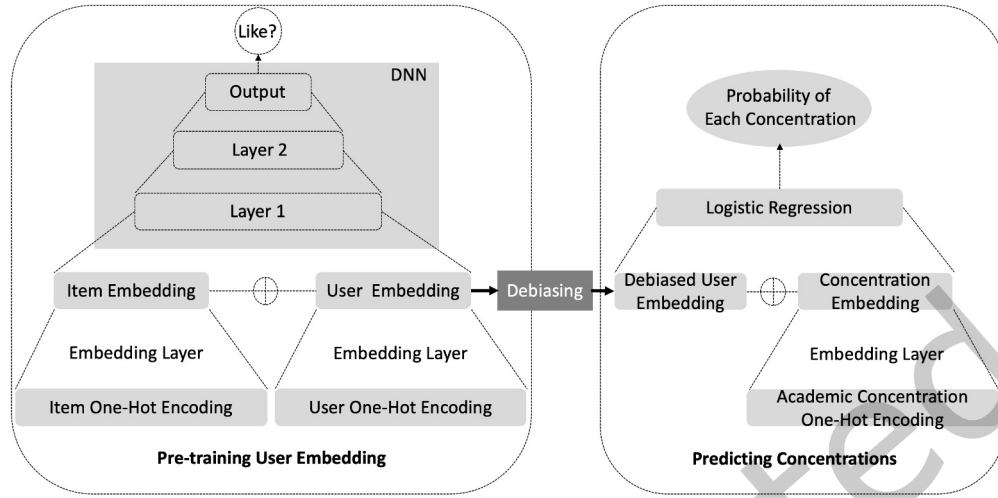 Like?
DNN
Output
Layer 2
Layer 1
Item Embedding
User Embedding
Embedding Layer
Embedding Layer
Item One-Hot Encoding
User One-Hot Encoding
Pre-training User Embedding
Debiasing
Probability of
Each Concentration
Logistic Regression
Debiased User
Embedding
Concentration
Embedding
Embedding Layer
Academic Concentration
One-Hot Encoding
Predicting Concentrations